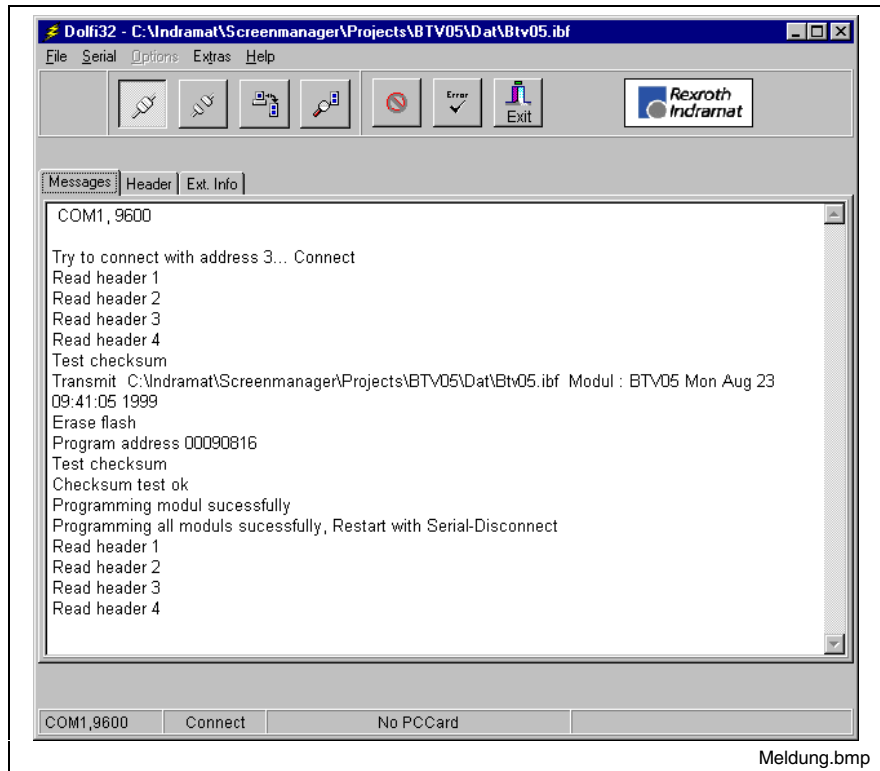 Dolfi32 - C:\Indramat\Screenmanager\Projects\BTV05\Dat\Btv05.ibf
File Serial Options Extras Help
Error
Exit
Rexroth
Indramat
Messages Header Ext. Info
COM1, 9600
Try to connect with address 3... Connect
Read header 1
Read header 2
Read header 3
Read header 4
Test checksum
Transmit C:\Indramat\Screenmanager\Projects\BTV05\Dat\Btv05.ibf Modul : BTV05 Mon Aug 23
09:41:05 1999
Erase flash
Program address 00090816
Test checksum
Checksum test ok
Programming modul sucessfully
Programming all moduls sucessfully, Restart with Serial-Disconnect
Read header 1
Read header 2
Read header 3
Read header 4
COM1,9600 Connect No PCCard
Meldung.bmp